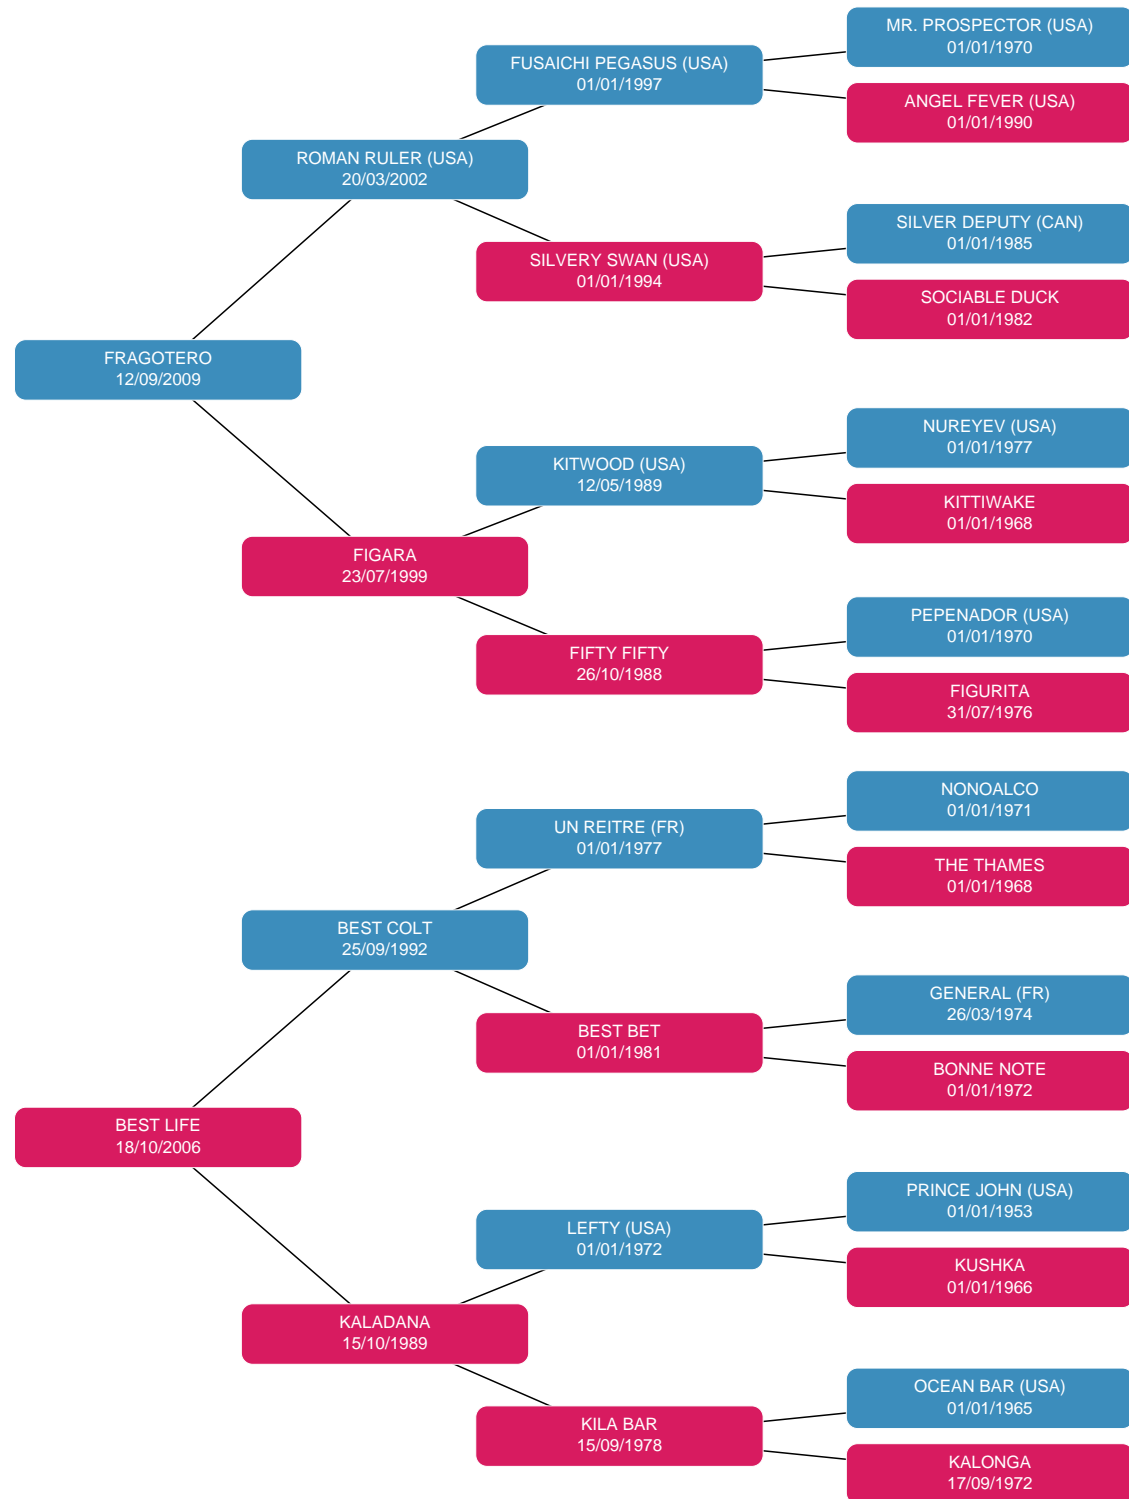 MR. PROSPECTOR (USA)
01/01/1970
FUSAICHI PEGASUS (USA)
01/01/1997
ANGEL FEVER (USA)
01/01/1990
ROMAN RULER (USA)
20/03/2002
SILVER DEPUTY (CAN)
01/01/1985
SILVERY SWAN (USA)
01/01/1994
SOCIABLE DUCK
01/01/1982
FRAGOTERO
12/09/2009
NUREYEV (USA)
01/01/1977
KITWOOD (USA)
12/05/1989
KITTIWAKE
01/01/1968
FIGARA
23/07/1999
PEPENADOR (USA)
01/01/1970
FIFTY FIFTY
26/10/1988
FIGURITA
31/07/1976
NONOALCO
01/01/1971
UN REITRE (FR)
01/01/1977
THE THAMES
01/01/1968
BEST COLT
25/09/1992
GENERAL (FR)
26/03/1974
BEST BET
01/01/1981
BONNE NOTE
01/01/1972
BEST LIFE
18/10/2006
PRINCE JOHN (USA)
01/01/1953
LEFTY (USA)
01/01/1972
KUSHKA
01/01/1966
KALADANA
15/10/1989
OCEAN BAR (USA)
01/01/1965
KILA BAR
15/09/1978
KALONGA
17/09/1972